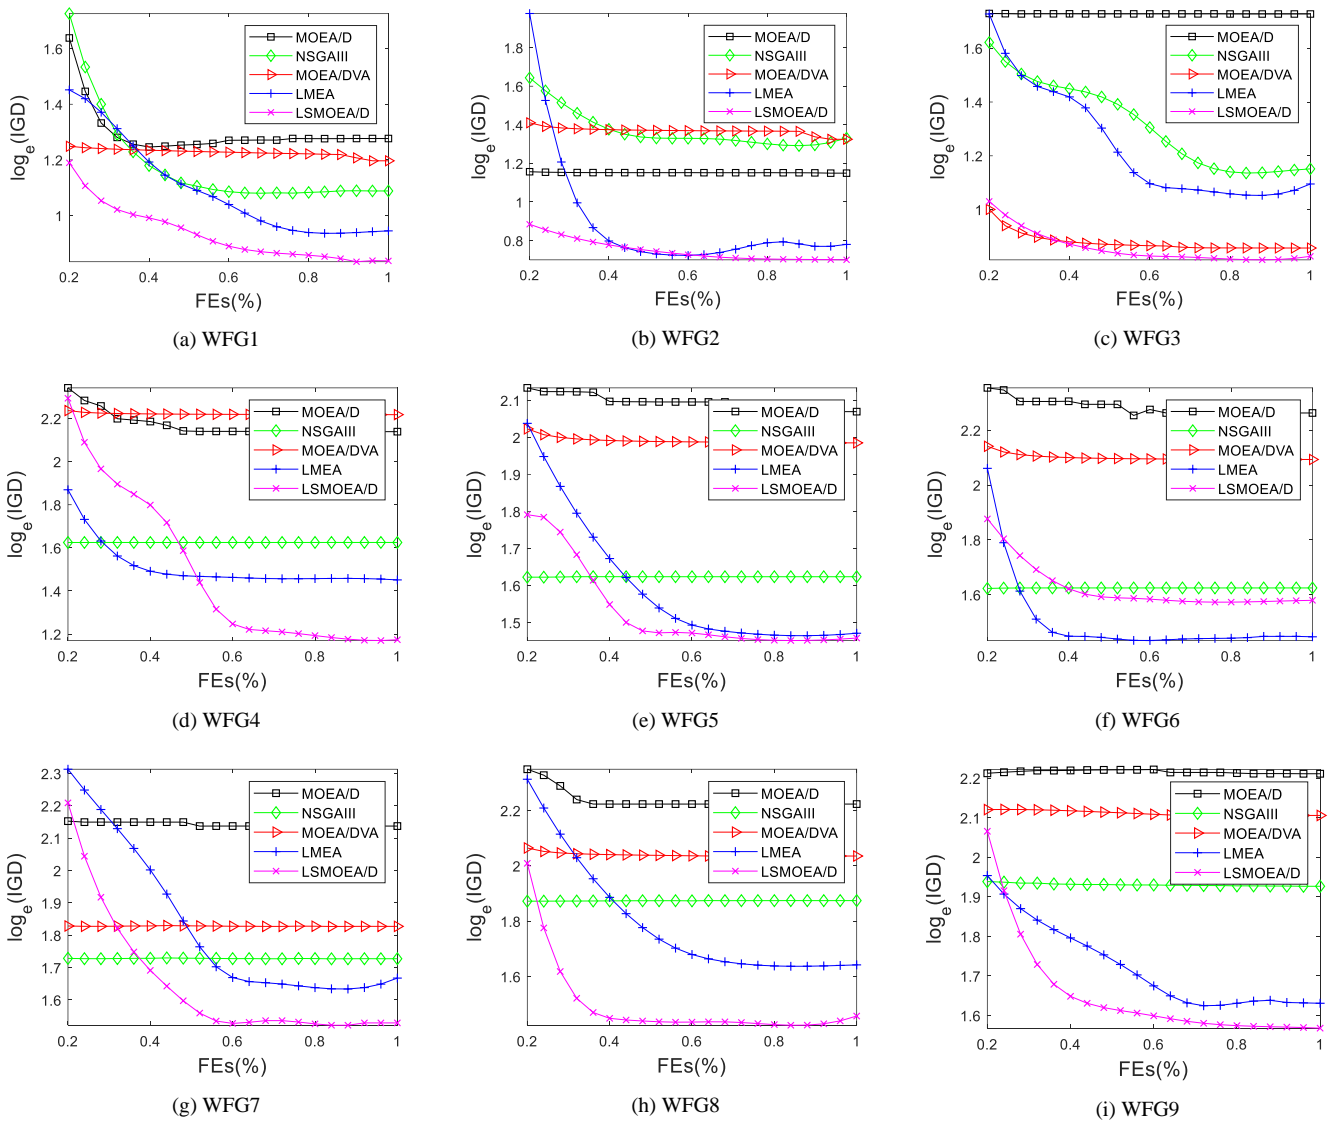 1.6
1.4
1.2
1
0.2
0.4
0.6
0.8
1
log_e(IGD)
FEs(%)
MOEA/D
NSGAIII
MOEA/DVA
LMEA
LSMOEA/D
(a) WFG1
1.8
1.6
1.4
1.2
1
0.8
0.2
0.4
0.6
0.8
1
log_e(IGD)
FEs(%)
MOEA/D
NSGAIII
MOEA/DVA
LMEA
LSMOEA/D
(b) WFG2
1.6
1.4
1.2
1
0.2
0.4
0.6
0.8
1
log_e(IGD)
FEs(%)
MOEA/D
NSGAIII
MOEA/DVA
LMEA
LSMOEA/D
(c) WFG3
2.2
2
1.8
1.6
1.4
1.2
0.2
0.4
0.6
0.8
1
log_e(IGD)
FEs(%)
MOEA/D
NSGAIII
MOEA/DVA
LMEA
LSMOEA/D
(d) WFG4
2.1
2
1.9
1.8
1.7
1.6
1.5
0.2
0.4
0.6
0.8
1
log_e(IGD)
FEs(%)
MOEA/D
NSGAIII
MOEA/DVA
LMEA
LSMOEA/D
(e) WFG5
2.2
2
1.8
1.6
0.2
0.4
0.6
0.8
1
log_e(IGD)
FEs(%)
MOEA/D
NSGAIII
MOEA/DVA
LMEA
LSMOEA/D
(f) WFG6
2.3
2.2
2.1
2
1.9
1.8
1.7
1.6
0.2
0.4
0.6
0.8
1
log_e(IGD)
FEs(%)
MOEA/D
NSGAIII
MOEA/DVA
LMEA
LSMOEA/D
(g) WFG7
2.2
2
1.8
1.6
0.2
0.4
0.6
0.8
1
log_e(IGD)
FEs(%)
MOEA/D
NSGAIII
MOEA/DVA
LMEA
LSMOEA/D
(h) WFG8
2.2
2.1
2
1.9
1.8
1.7
1.6
0.2
0.4
0.6
0.8
1
log_e(IGD)
FEs(%)
MOEA/D
NSGAIII
MOEA/DVA
LMEA
LSMOEA/D
(i) WFG9